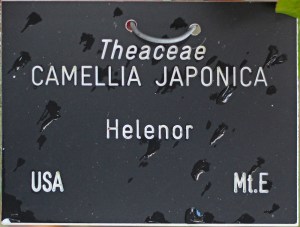 Theaceae
CAMELLIA JAPONICA
Helenor
USA Mt.E